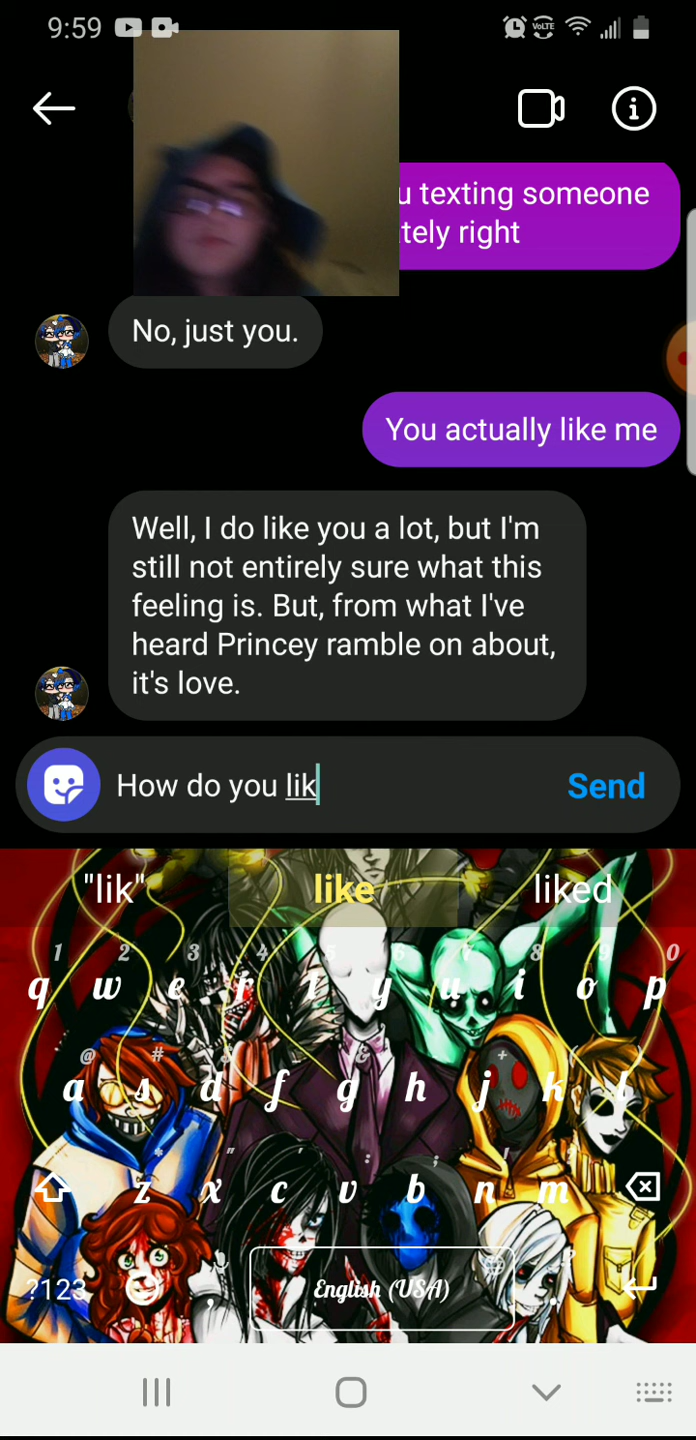 9:59
VoLTE
u texting someone
tely right
No, just you.
You actually like me
Well, I do like you a lot, but I'm
still not entirely sure what this
feeling is. But, from what I've
heard Princey ramble on about,
it's love.
How do you lik
Send
"lik" like liked
1 2 3 4 5 6 7 8 9 0
q w e r t y u i o p
@ # & + ( )
a s d f g h j k l
* " ' : ; ! ?
z x c v b n m
?123 , English (USA) .